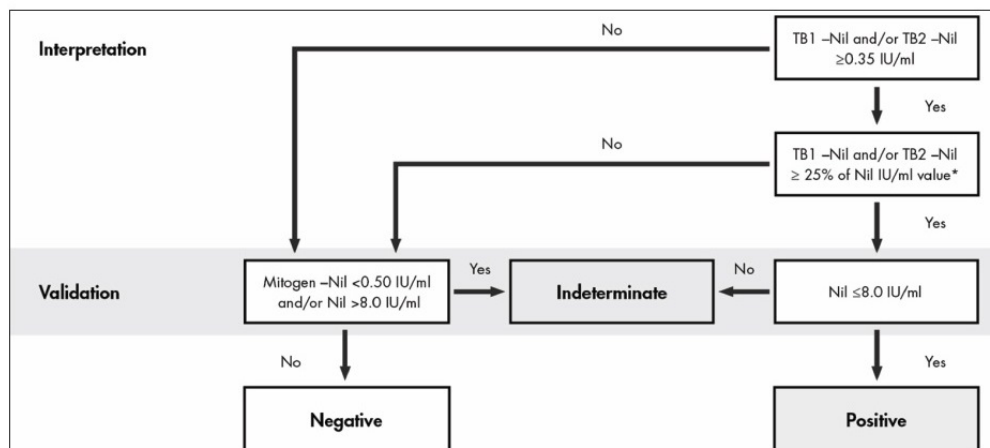 Interpretation
No
TB1 –Nil and/or TB2 –Nil
≥0.35 IU/ml
Yes
No
TB1 –Nil and/or TB2 –Nil
≥ 25% of Nil IU/ml value*
Yes
Validation
Mitogen –Nil <0.50 IU/ml
and/or Nil >8.0 IU/ml
Yes
Indeterminate
No
Nil ≤8.0 IU/ml
No
Yes
Negative
Positive